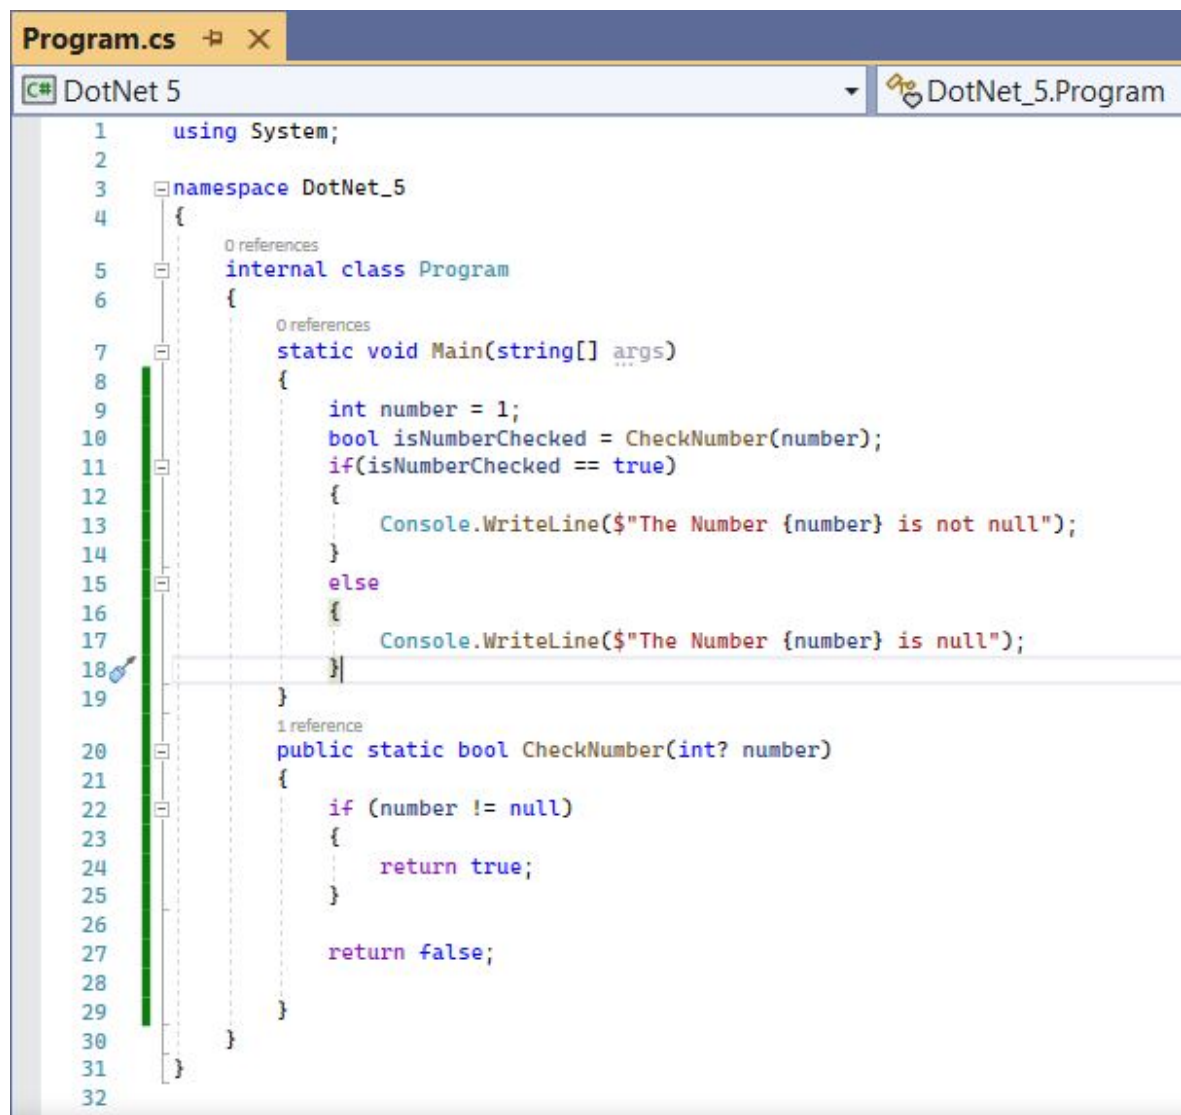 Program.cs
C# DotNet 5 DotNet_5.Program
1 using System;
2
3 namespace DotNet_5
4 {
0 references
5 internal class Program
6 {
0 references
7 static void Main(string[] args)
8 {
9 int number = 1;
10 bool isNumberChecked = CheckNumber(number);
11 if(isNumberChecked == true)
12 {
13 Console.WriteLine($"The Number {number} is not null");
14 }
15 else
16 {
17 Console.WriteLine($"The Number {number} is null");
18 }
19 }
1 reference
20 public static bool CheckNumber(int? number)
21 {
22 if (number != null)
23 {
24 return true;
25 }
26
27 return false;
28
29 }
30 }
31 }
32